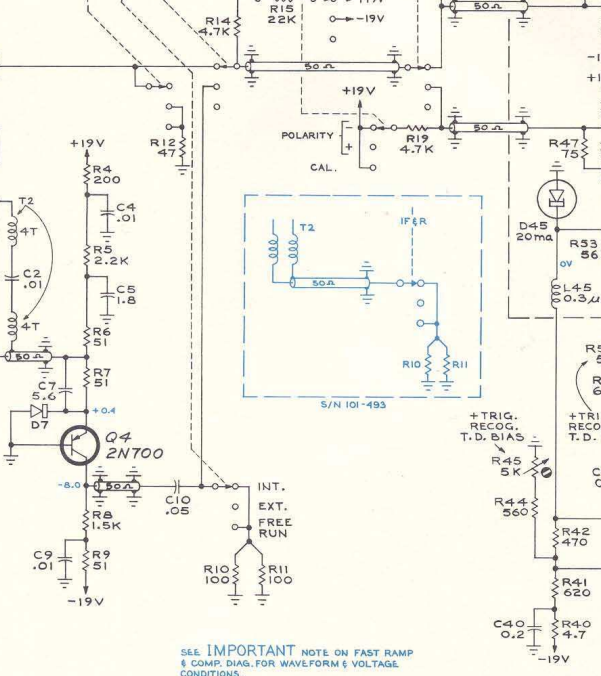 R14
4.7K
R15
22K
-19V
50Ω
+19V
50Ω
POLARITY
-
+
CAL.
R19
4.7K
50Ω
R12
47
+19V
R4
200
C4
.01
R5
2.2K
C5
1.8
R6
51
R7
51
T2
4T
C2
.01
4T
50Ω
C7
5.6
D7
+0.4
Q4
2N700
-8.0
50Ω
C10
.05
INT.
EXT.
FREE
RUN
R8
1.5K
C9
.01
R9
51
-19V
R10
100
R11
100
T2
IF & R
50Ω
R10
R11
S/N 101-493
R47
75
D45
20ma
R53
56
0V
L45
0.3
+TRIG.
RECOG.
T.D. BIAS
R45
5K
R44
560
+TRI
RECO
T.D.
R42
470
R41
620
C40
0.2
R40
4.7
-19V
SEE IMPORTANT NOTE ON FAST RAMP
& COMP. DIAG. FOR WAVEFORM & VOLTAGE
CONDITIONS